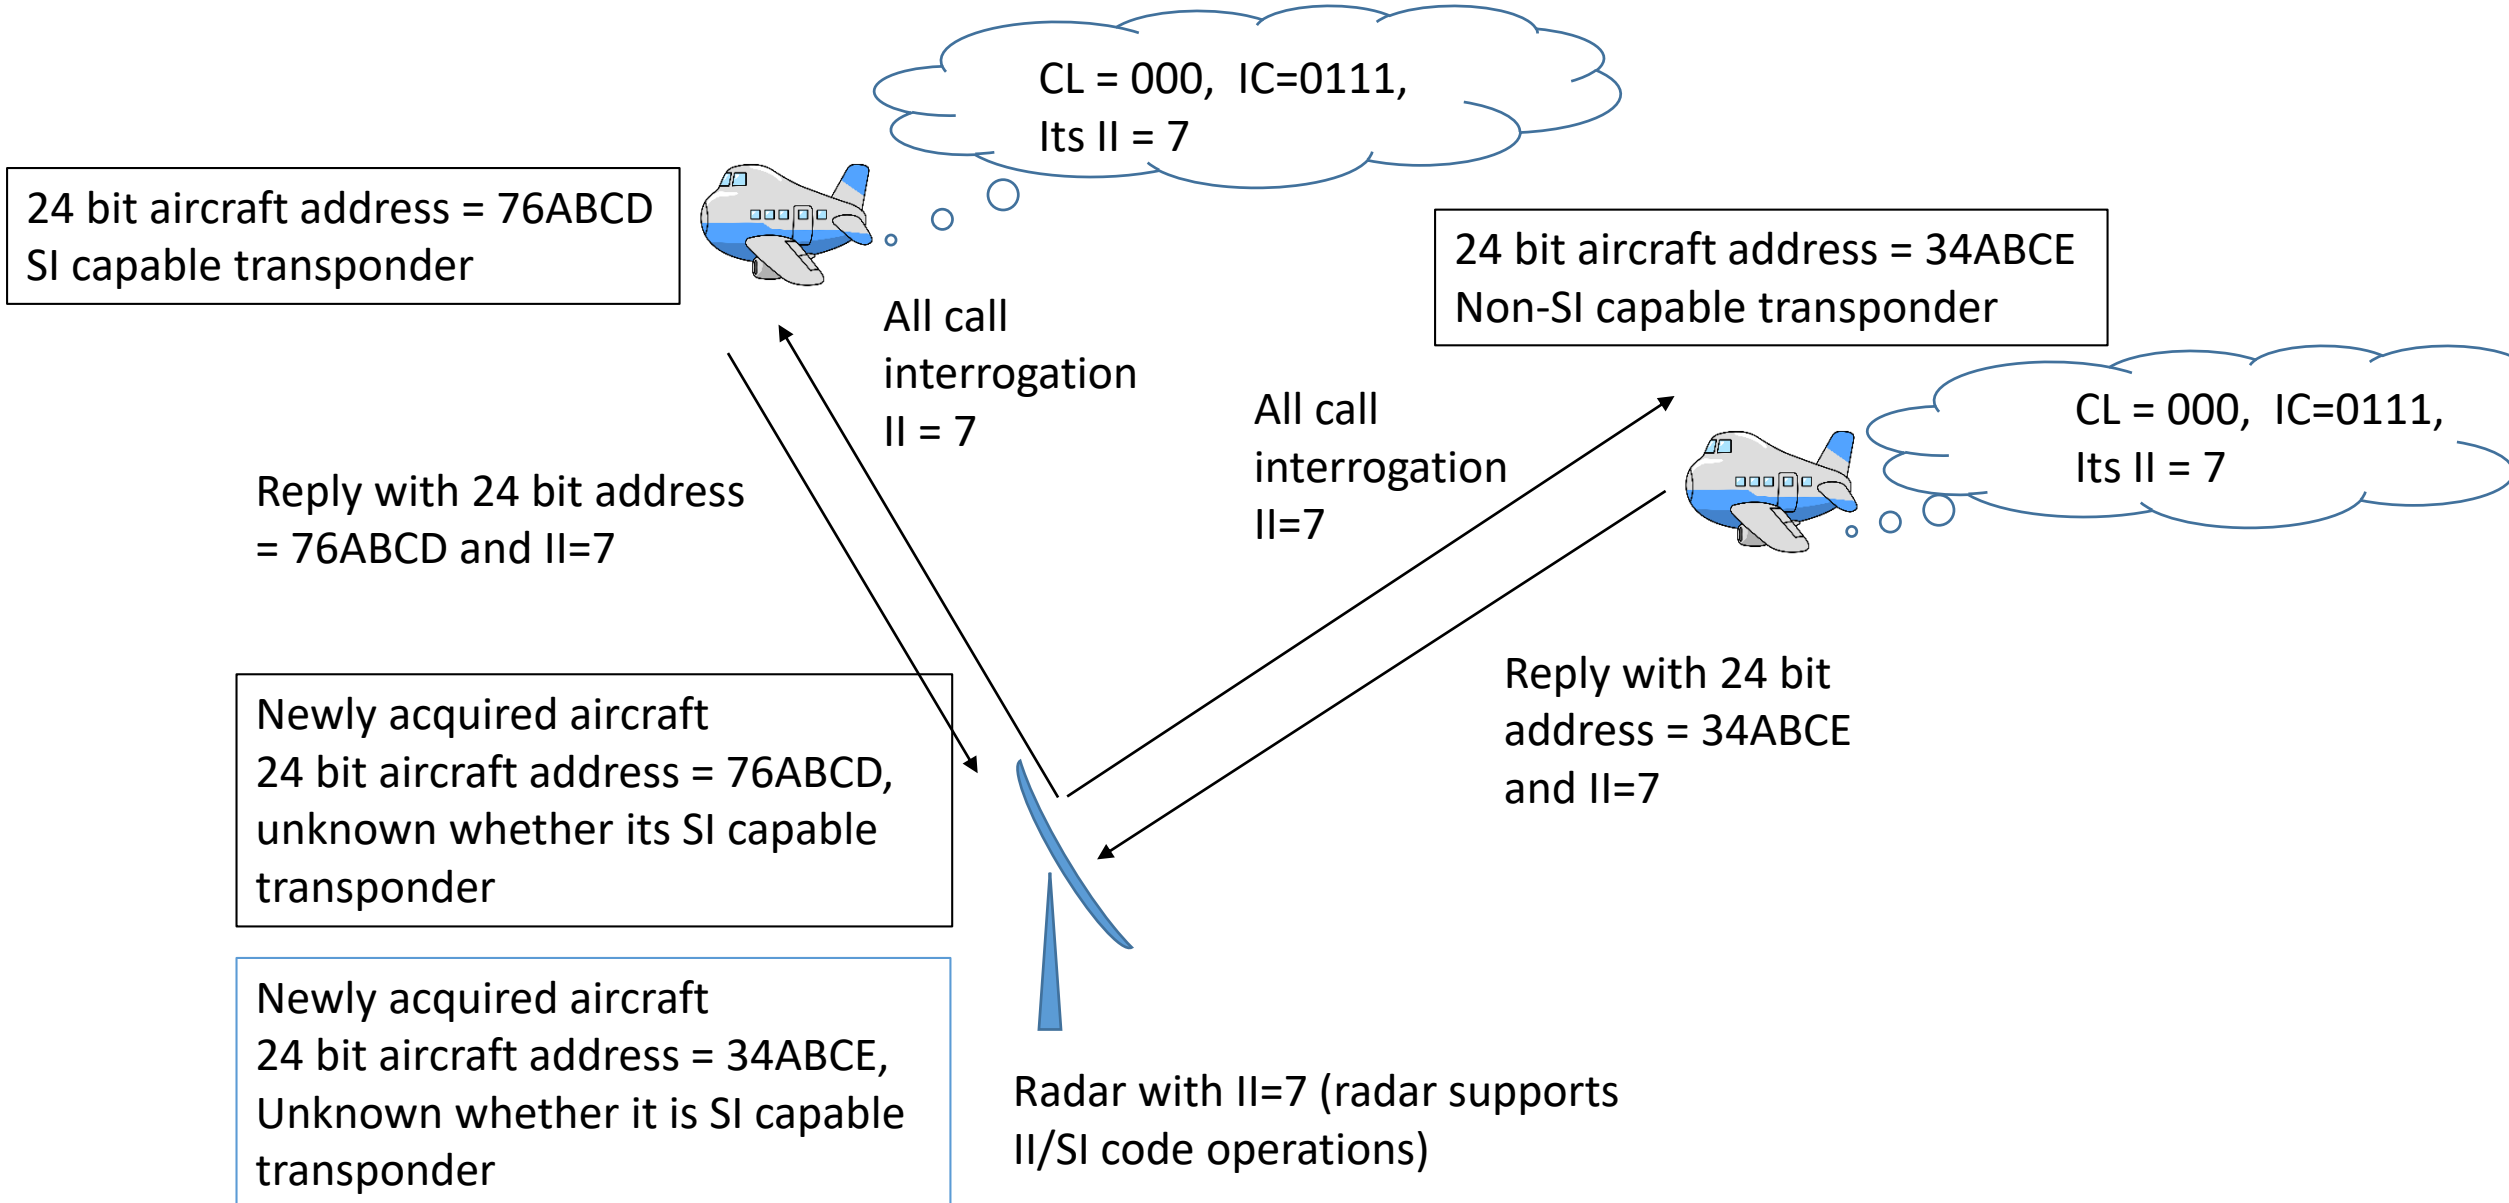 CL = 000,  IC=0111,
Its II = 7
24 bit aircraft address = 76ABCD
SI capable transponder
24 bit aircraft address = 34ABCE
Non-SI capable transponder
All call
interrogation
II = 7
All call
interrogation
II=7
CL = 000,  IC=0111,
Its II = 7
Reply with 24 bit address
= 76ABCD and II=7
Reply with 24 bit
address = 34ABCE
and II=7
Newly acquired aircraft
24 bit aircraft address = 76ABCD,
unknown whether its SI capable
transponder
Newly acquired aircraft
24 bit aircraft address = 34ABCE,
Unknown whether it is SI capable
transponder
Radar with II=7 (radar supports
II/SI code operations)